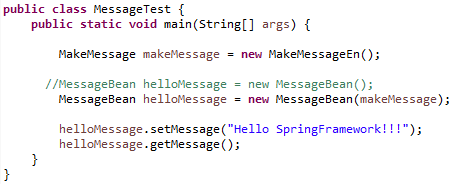 public class MessageTest {
public static void main(String[] args) {
MakeMessage makeMessage = new MakeMessageEn();
//MessageBean helloMessage = new MessageBean();
MessageBean helloMessage = new MessageBean(makeMessage);
helloMessage.setMessage("Hello SpringFramework!!!");
helloMessage.getMessage();
}
}